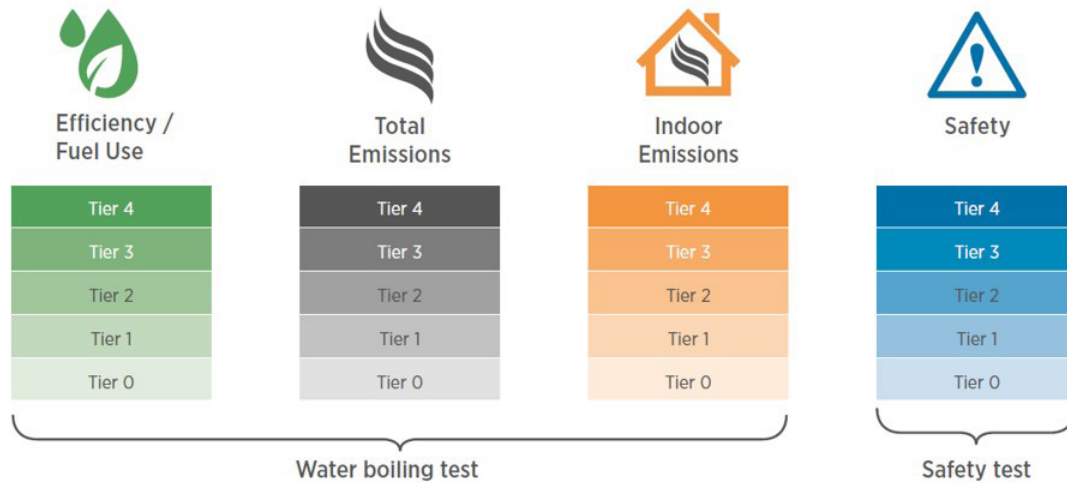 Efficiency /
Fuel Use
Total
Emissions
Indoor
Emissions
Safety
Tier 4
Tier 3
Tier 2
Tier 1
Tier 0
Tier 4
Tier 3
Tier 2
Tier 1
Tier 0
Tier 4
Tier 3
Tier 2
Tier 1
Tier 0
Tier 4
Tier 3
Tier 2
Tier 1
Tier 0
Water boiling test
Safety test